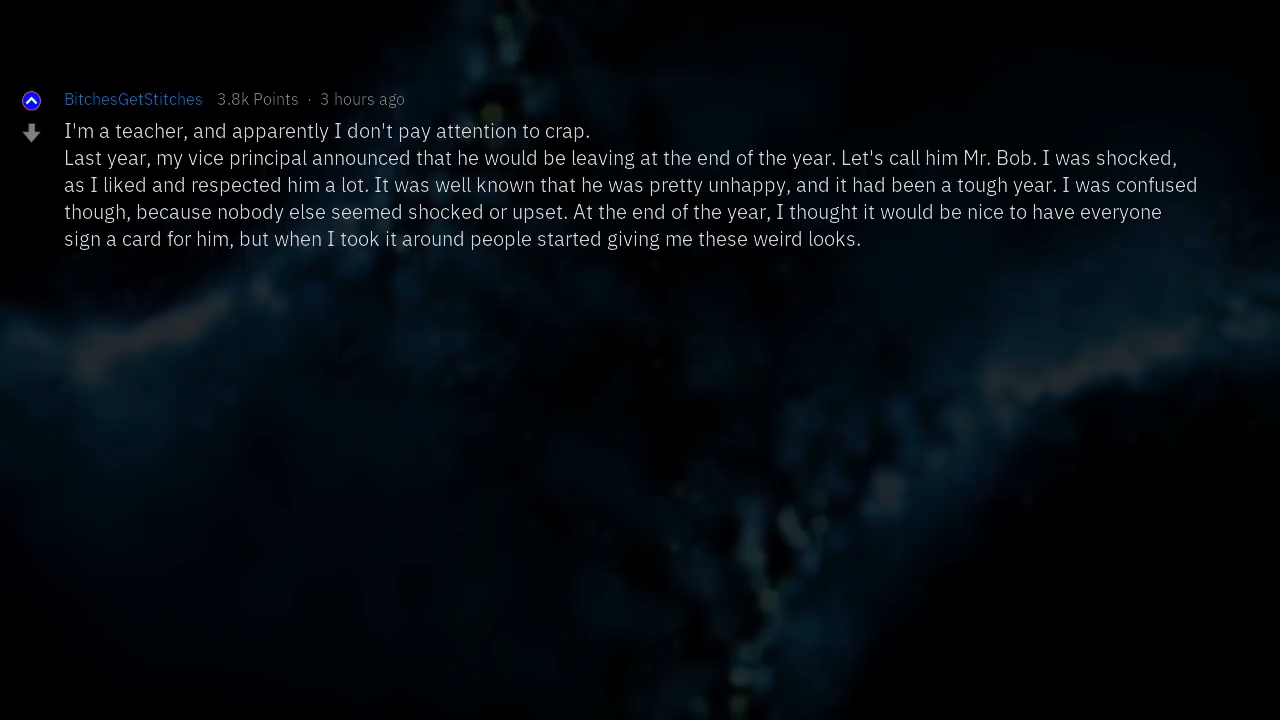 BitchesGetStitches 3.8k Points · 3 hours ago
I'm a teacher, and apparently I don't pay attention to crap.
Last year, my vice principal announced that he would be leaving at the end of the year. Let's call him Mr. Bob. I was shocked,
as I liked and respected him a lot. It was well known that he was pretty unhappy, and it had been a tough year. I was confused
though, because nobody else seemed shocked or upset. At the end of the year, I thought it would be nice to have everyone
sign a card for him, but when I took it around people started giving me these weird looks.